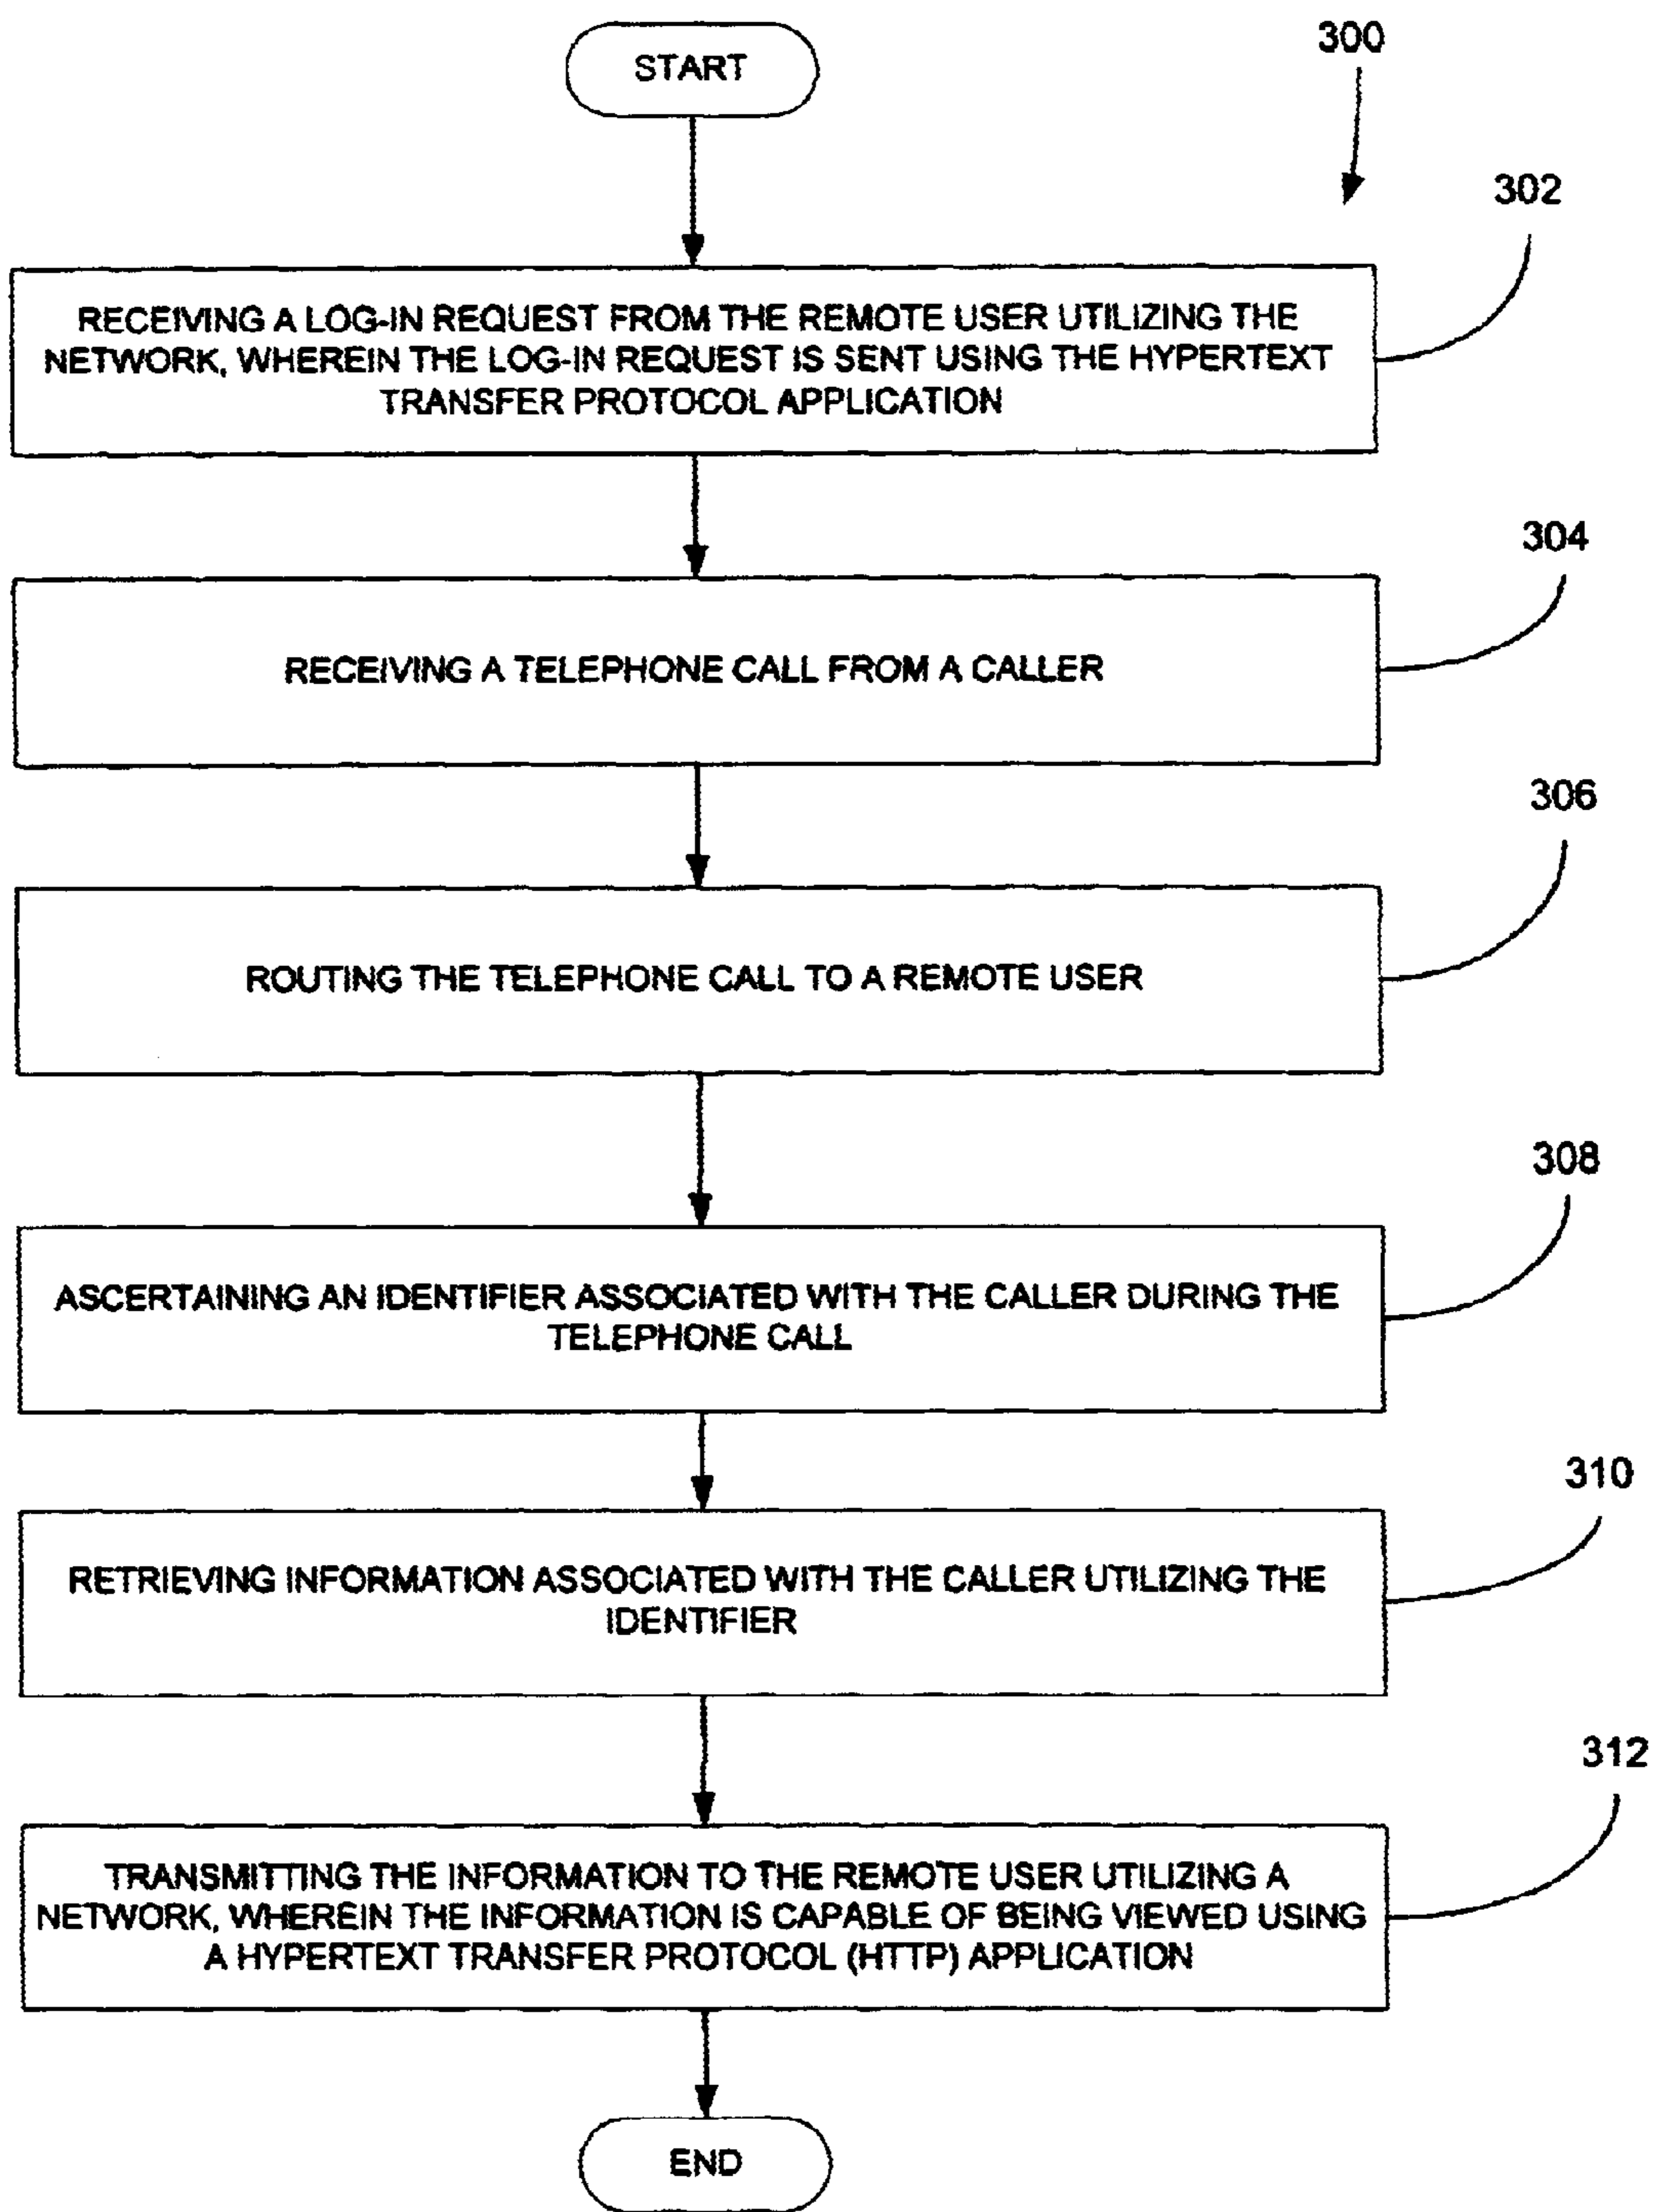 START
300
302
RECEIVING A LOG-IN REQUEST FROM THE REMOTE USER UTILIZING THE
NETWORK, WHEREIN THE LOG-IN REQUEST IS SENT USING THE HYPERTEXT
TRANSFER PROTOCOL APPLICATION
304
RECEIVING A TELEPHONE CALL FROM A CALLER
306
ROUTING THE TELEPHONE CALL TO A REMOTE USER
308
ASCERTAINING AN IDENTIFIER ASSOCIATED WITH THE CALLER DURING THE
TELEPHONE CALL
310
RETRIEVING INFORMATION ASSOCIATED WITH THE CALLER UTILIZING THE
IDENTIFIER
312
TRANSMITTING THE INFORMATION TO THE REMOTE USER UTILIZING A
NETWORK, WHEREIN THE INFORMATION IS CAPABLE OF BEING VIEWED USING
A HYPERTEXT TRANSFER PROTOCOL (HTTP) APPLICATION
END